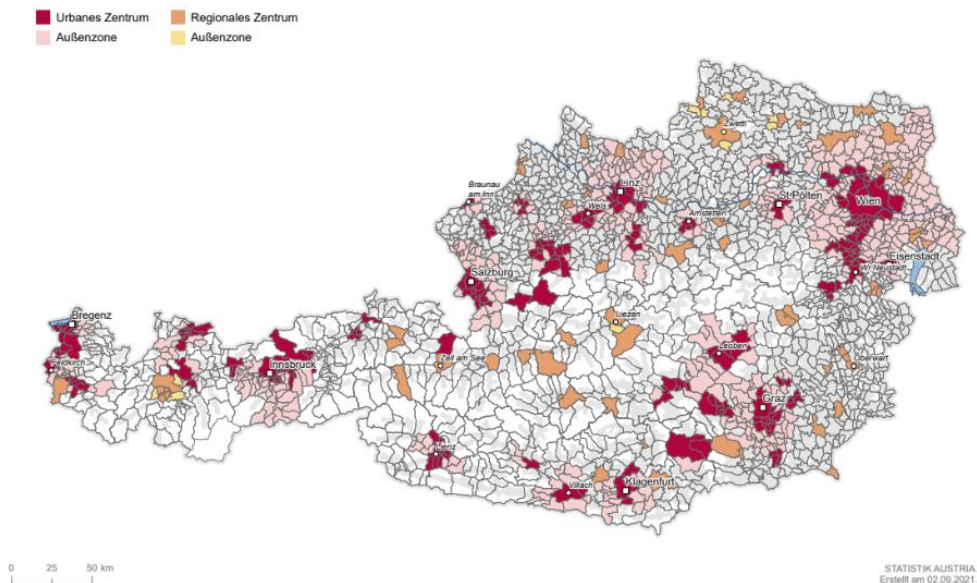 Urbanes Zentrum
Regionales Zentrum
Außenzone
Außenzone
Zwettl
Braunau
am Inn
Linz
Wels
St.Pölten
Wien
Amstetten
Salzburg
Eisenstadt
Wr.Neustadt
Bregenz
Liezen
Leoben
Oberwart
Feldkirch
Innsbruck
Zell am See
Graz
Lienz
Villach
Klagenfurt
0 25 50 km
STATISTIK AUSTRIA
Erstellt am 02.09.2021